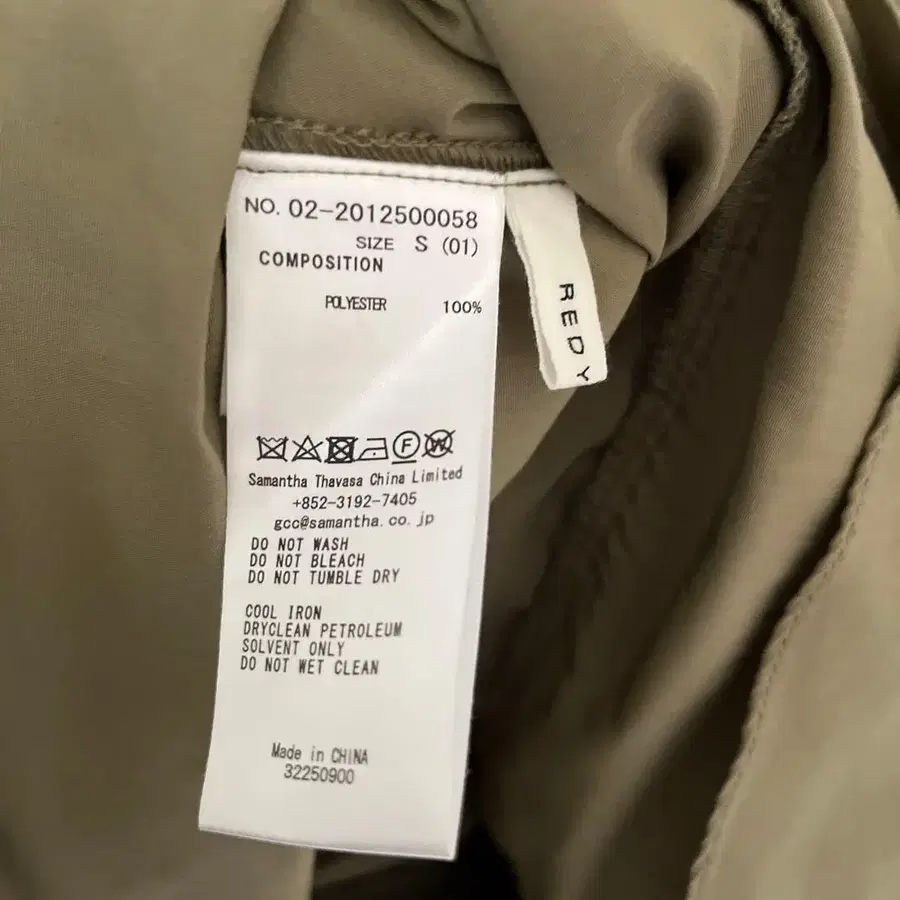 NO. 02-2012500058
SIZE S (01)
COMPOSITION
POLYESTER 100%
F
W
Samantha Thavasa China Limited
+852-3192-7405
gcc@samantha.co.jp
DO NOT WASH
DO NOT BLEACH
DO NOT TUMBLE DRY
COOL IRON
DRYCLEAN PETROLEUM
SOLVENT ONLY
DO NOT WET CLEAN
Made in CHINA
32250900
REDY